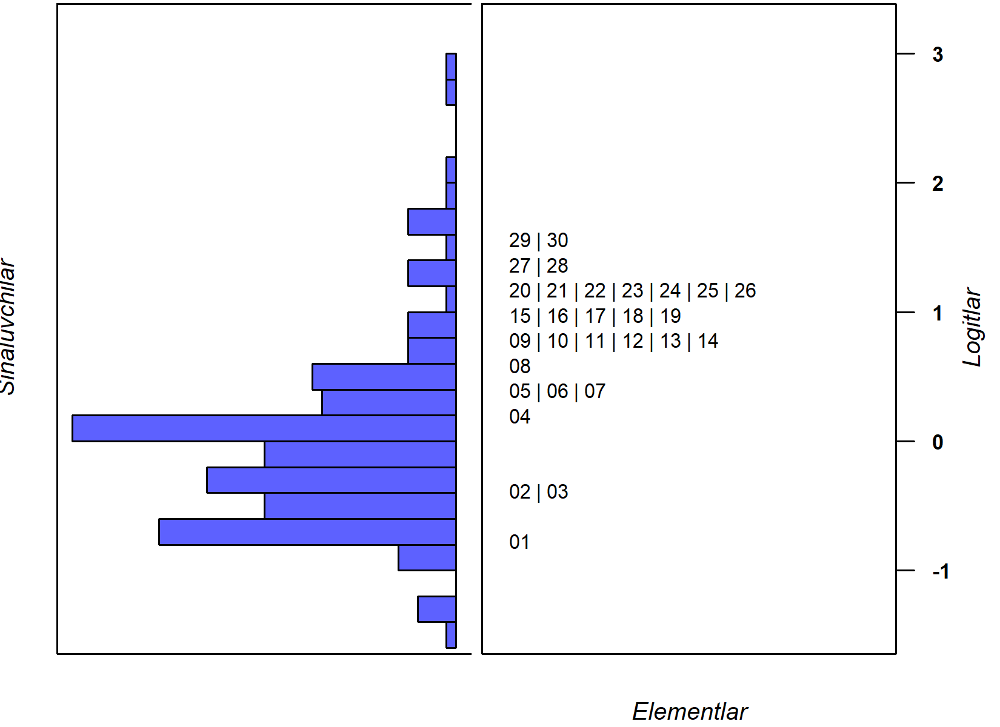 Sinaluvchilar
29 | 30
27 | 28
20 | 21 | 22 | 23 | 24 | 25 | 26
15 | 16 | 17 | 18 | 19
09 | 10 | 11 | 12 | 13 | 14
08
05 | 06 | 07
04
02 | 03
01
3
2
1
0
-1
Logitlar
Elementlar